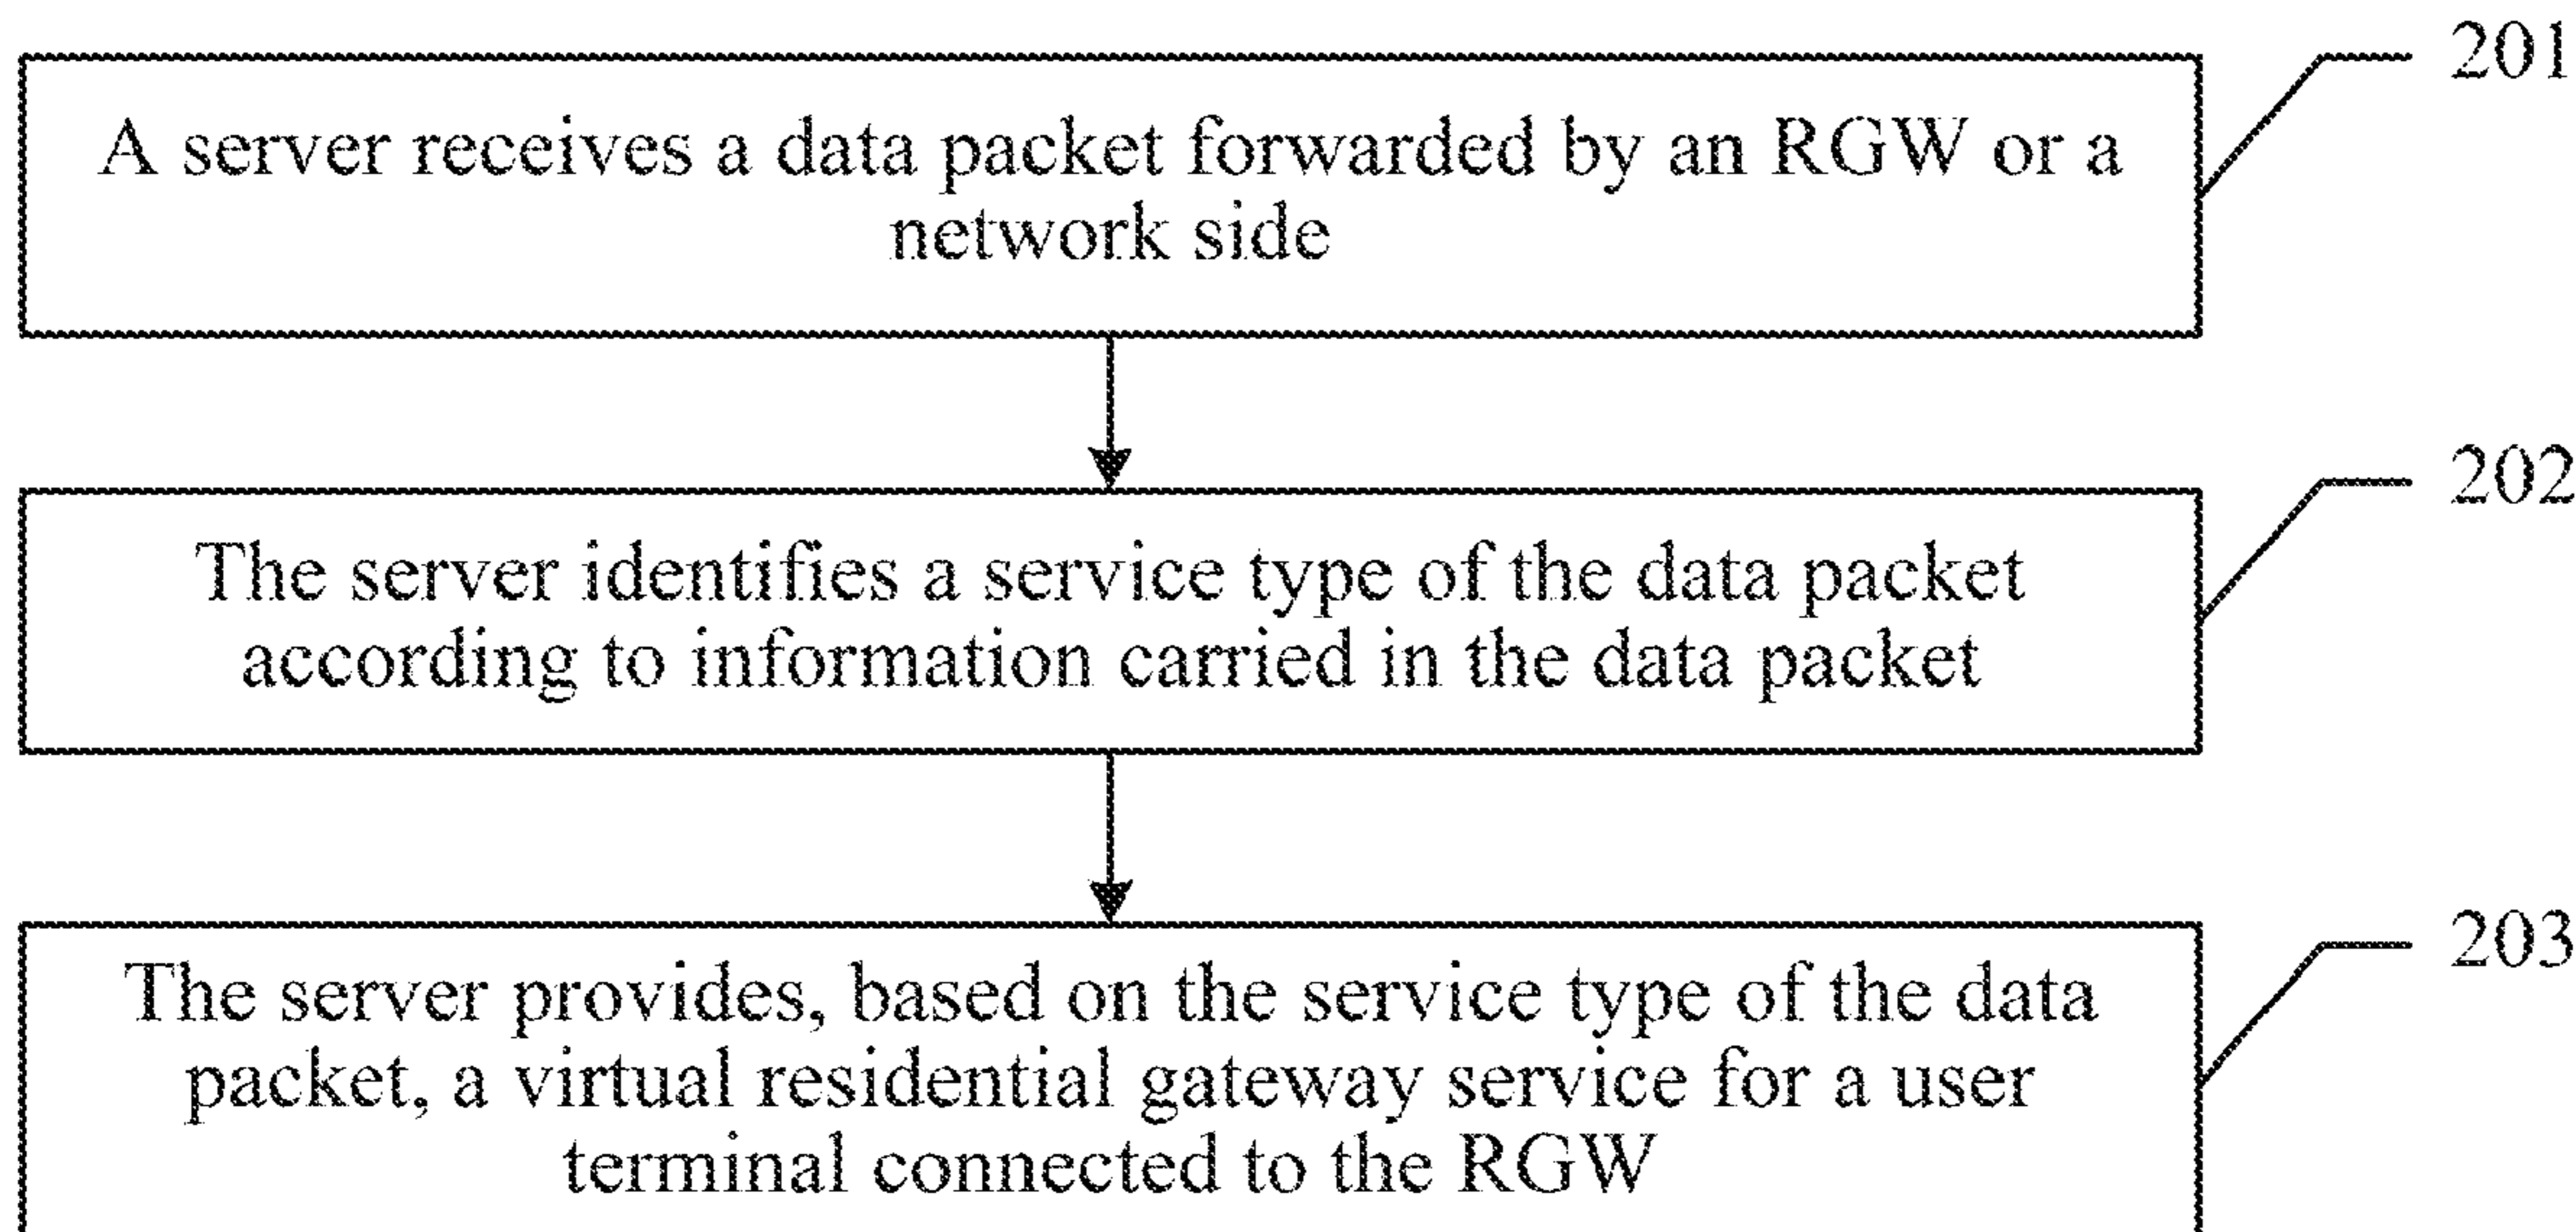 201
A server receives a data packet forwarded by an RGW or a
network side
202
The server identifies a service type of the data packet
according to information carried in the data packet
203
The server provides, based on the service type of the data
packet, a virtual residential gateway service for a user
terminal connected to the RGW